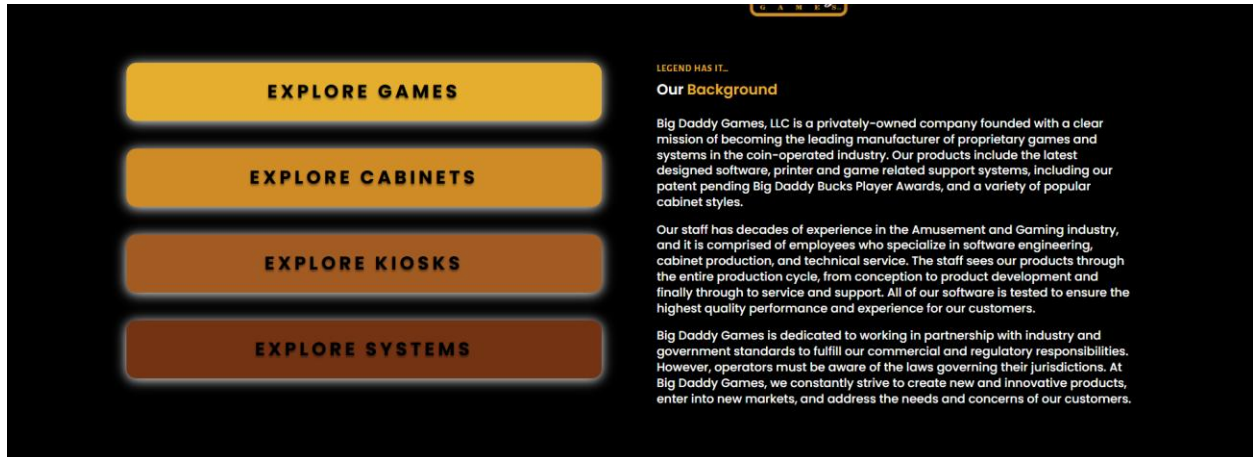 G A M E S
EXPLORE GAMES
EXPLORE CABINETS
EXPLORE KIOSKS
EXPLORE SYSTEMS
LEGEND HAS IT...
Our Background
Big Daddy Games, LLC is a privately-owned company founded with a clear
mission of becoming the leading manufacturer of proprietary games and
systems in the coin-operated industry. Our products include the latest
designed software, printer and game related support systems, including our
patent pending Big Daddy Bucks Player Awards, and a variety of popular
cabinet styles.
Our staff has decades of experience in the Amusement and Gaming industry,
and it is comprised of employees who specialize in software engineering,
cabinet production, and technical service. The staff sees our products through
the entire production cycle, from conception to product development and
finally through to service and support. All of our software is tested to ensure the
highest quality performance and experience for our customers.
Big Daddy Games is dedicated to working in partnership with industry and
government standards to fulfill our commercial and regulatory responsibilities.
However, operators must be aware of the laws governing their jurisdictions. At
Big Daddy Games, we constantly strive to create new and innovative products,
enter into new markets, and address the needs and concerns of our customers.